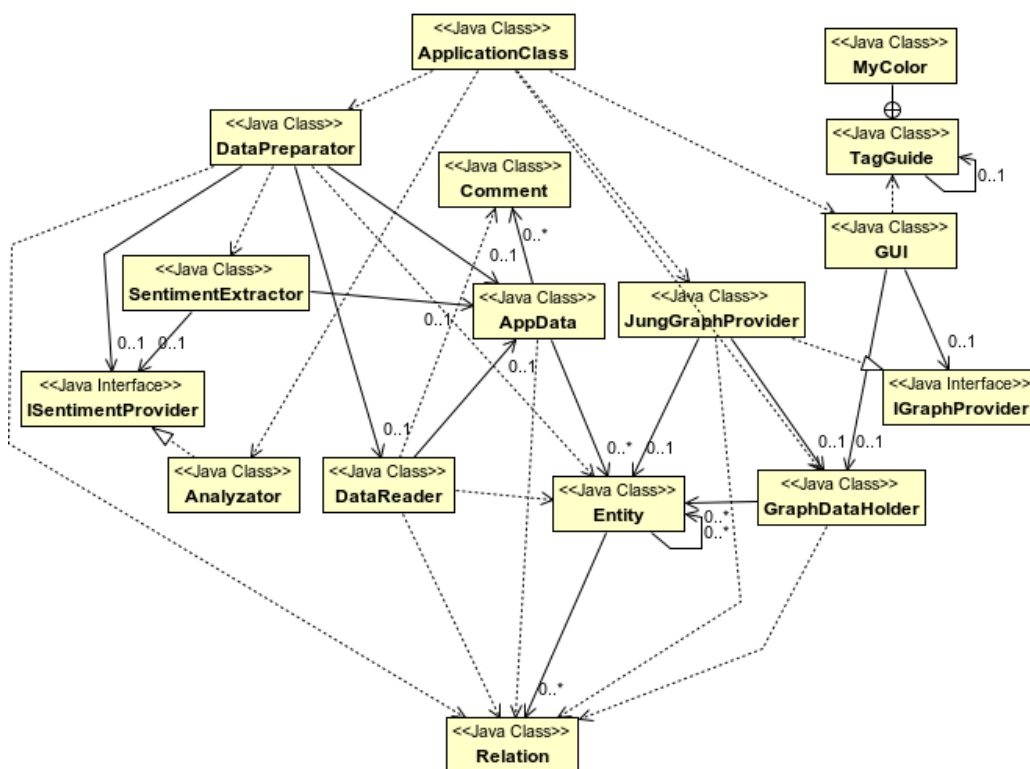 <<Java Class>>
ApplicationClass
<<Java Class>>
MyColor
<<Java Class>>
DataPreparator
<<Java Class>>
TagGuide
0..1
<<Java Class>>
Comment
0..*
0..1
<<Java Class>>
GUI
<<Java Class>>
SentimentExtractor
0..1
<<Java Class>>
AppData
<<Java Class>>
JungGraphProvider
0..1
0..1
0..1
0..1
<<Java Interface>>
ISentimentProvider
<<Java Interface>>
IGraphProvider
0..1
0..*
0..1
0..1
0..1
<<Java Class>>
Analyzator
<<Java Class>>
DataReader
<<Java Class>>
Entity
0..*
0..*
<<Java Class>>
GraphDataHolder
0..*
<<Java Class>>
Relation